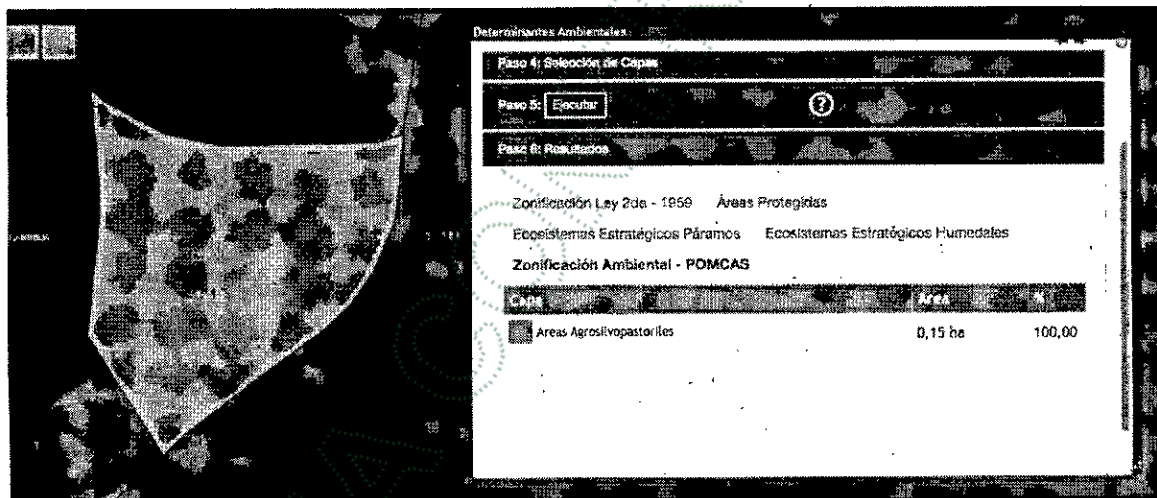 Determinantes Ambientales
Paso 4: Selección de Capas
Paso 5: Ejecutar ?
Paso 6: Resultados
Zonificación Ley 2da - 1959 Áreas Protegidas
Ecosistemas Estratégicos Páramos Ecosistemas Estratégicos Humedales
Zonificación Ambiental - POMCAS
Capa Área %
Areas Agrosilvopastoriles 0,15 ha 100,00